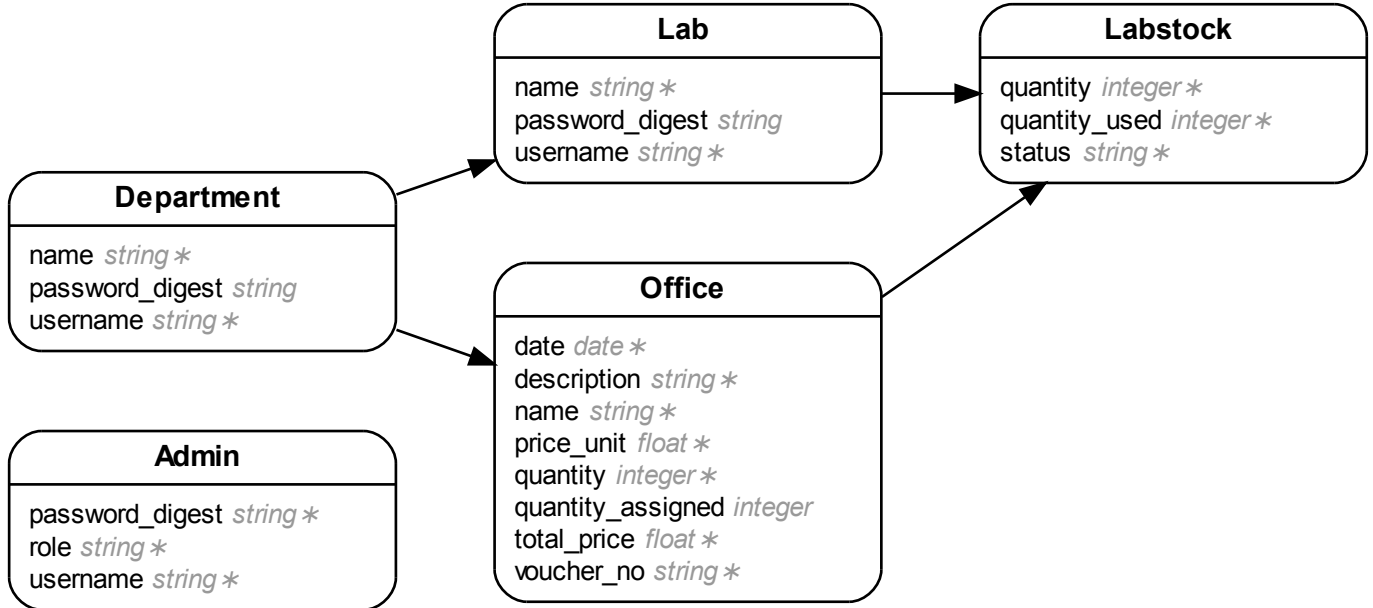 Lab
name string ∗
password_digest string
username string ∗
Labstock
quantity integer ∗
quantity_used integer ∗
status string ∗
Department
name string ∗
password_digest string
username string ∗
Office
date date ∗
description string ∗
name string ∗
price_unit float ∗
quantity integer ∗
quantity_assigned integer
total_price float ∗
voucher_no string ∗
Admin
password_digest string ∗
role string ∗
username string ∗